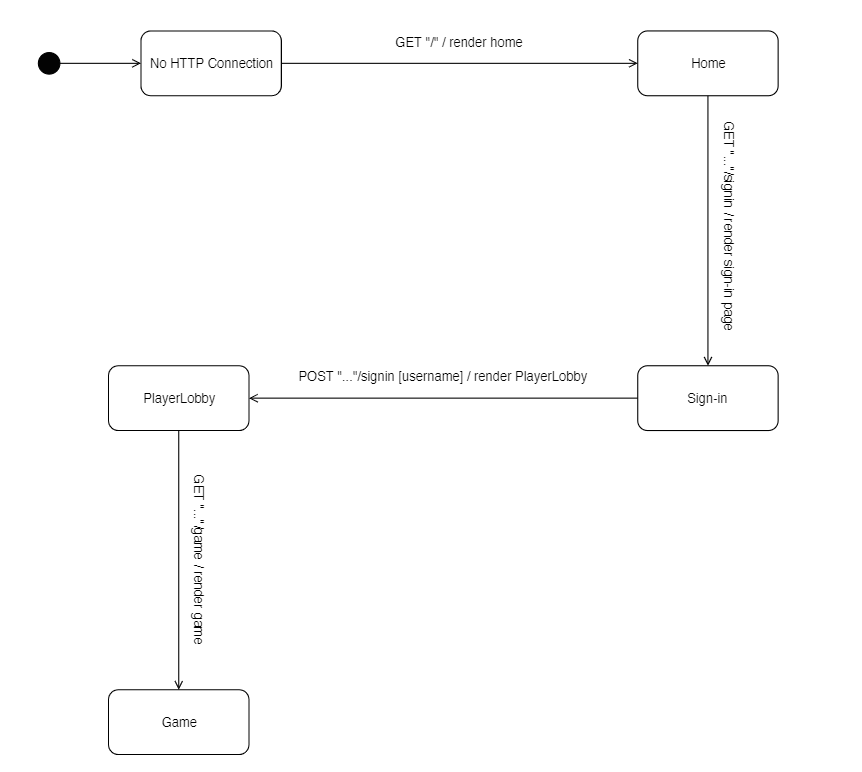 No HTTP Connection
GET "/" / render home
Home
GET "..."/signin / render sign-in page
PlayerLobby
POST "..."/signin [username] / render PlayerLobby
Sign-in
GET "..."/game / render game
Game